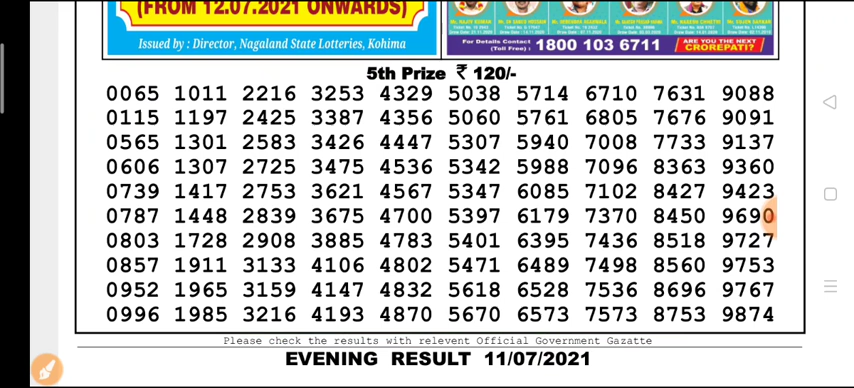 (FROM 12.07.2021 ONWARDS)
Issued by : Director, Nagaland State Lotteries, Kohima
For Details Contact (Toll Free) : 1800 103 6711
ARE YOU THE NEXT CROREPATI?
5th Prize ₹ 120/-
0065 1011 2216 3253 4329 5038 5714 6710 7631 9088
0115 1197 2425 3387 4356 5060 5761 6805 7676 9091
0565 1301 2583 3426 4447 5307 5940 7008 7733 9137
0606 1307 2725 3475 4536 5342 5988 7096 8363 9360
0739 1417 2753 3621 4567 5347 6085 7102 8427 9423
0787 1448 2839 3675 4700 5397 6179 7370 8450 9690
0803 1728 2908 3885 4783 5401 6395 7436 8518 9727
0857 1911 3133 4106 4802 5471 6489 7498 8560 9753
0952 1965 3159 4147 4832 5618 6528 7536 8696 9767
0996 1985 3216 4193 4870 5670 6573 7573 8753 9874
Please check the results with relevent Official Government Gazatte
EVENING RESULT 11/07/2021